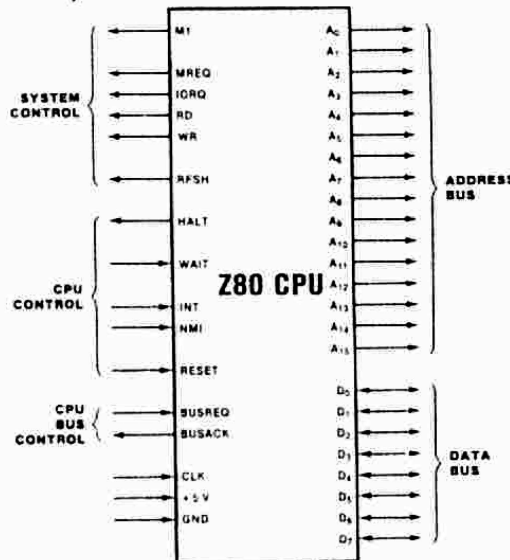 SYSTEM
CONTROL
CPU
CONTROL
CPU
BUS
CONTROL
M1
MREQ
IORQ
RD
WR
RFSH
HALT
WAIT
INT
NMI
RESET
BUSREQ
BUSACK
CLK
+5V
GND
Z80 CPU
A0
A1
A2
A3
A4
A5
A6
A7
A8
A9
A10
A11
A12
A13
A14
A15
D0
D1
D2
D3
D4
D5
D6
D7
ADDRESS
BUS
DATA
BUS